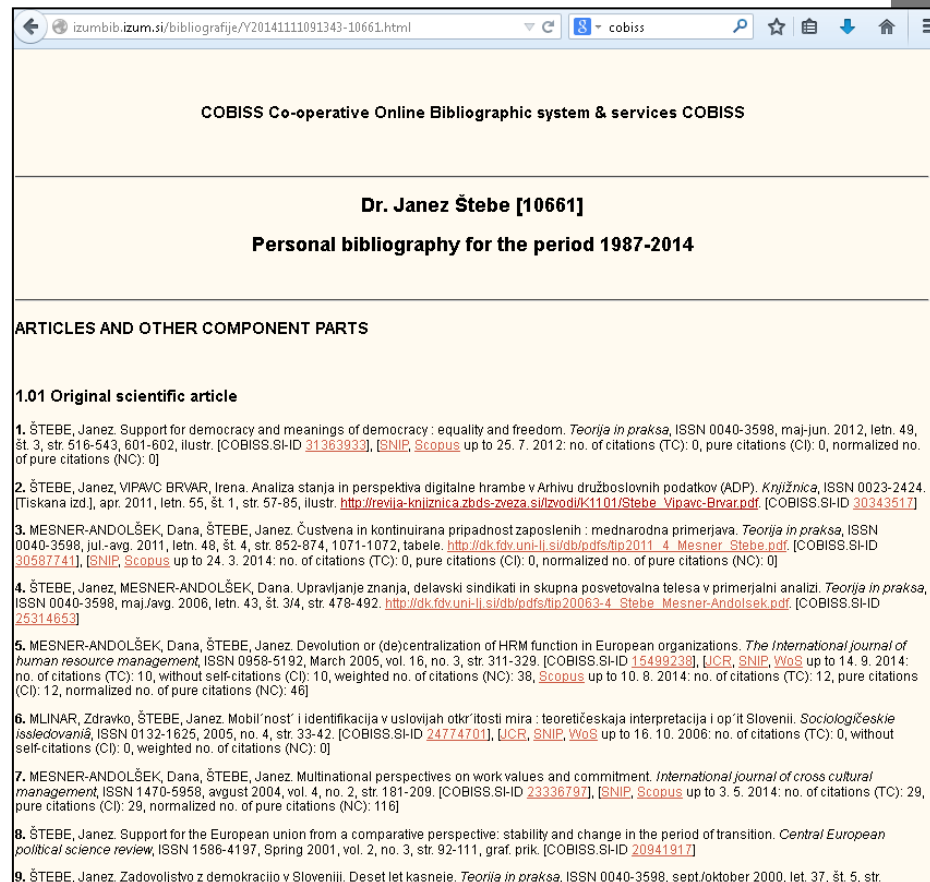 izumbib.izum.si/bibliografije/Y20141111091343-10661.html
cobiss
COBISS Co-operative Online Bibliographic system & services COBISS
Dr. Janez Štebe [10661]
Personal bibliography for the period 1987-2014
ARTICLES AND OTHER COMPONENT PARTS
1.01 Original scientific article
1. ŠTEBE, Janez. Support for democracy and meanings of democracy : equality and freedom. Teorija in praksa, ISSN 0040-3598, maj-jun. 2012, letn. 49,
št. 3, str. 516-543, 601-602, ilustr. [COBISS.SI-ID 31363933], [SNIP, Scopus up to 25. 7. 2012: no. of citations (TC): 0, pure citations (CI): 0, normalized no.
of pure citations (NC): 0]
2. ŠTEBE, Janez, VIPAVC BRVAR, Irena. Analiza stanja in perspektiva digitalne hrambe v Arhivu družboslovnih podatkov (ADP). Knjižnica, ISSN 0023-2424.
[Tiskana izd.], apr. 2011, letn. 55, št. 1, str. 57-85, ilustr. http://revija-knjiznica.zbds-zveza.si/Izvodi/K1101/Stebe_Vipavc-Brvar.pdf. [COBISS.SI-ID 30343517]
3. MESNER-ANDOLŠEK, Dana, ŠTEBE, Janez. Čustvena in kontinuirana pripadnost zaposlenih : mednarodna primerjava. Teorija in praksa, ISSN
0040-3598, jul.-avg. 2011, letn. 48, št. 4, str. 852-874, 1071-1072, tabele. http://dk.fdv.uni-lj.si/db/pdfs/tip2011_4_Mesner_Stebe.pdf. [COBISS.SI-ID
30587741], [SNIP, Scopus up to 24. 3. 2014: no. of citations (TC): 0, pure citations (CI): 0, normalized no. of pure citations (NC): 0]
4. ŠTEBE, Janez, MESNER-ANDOLŠEK, Dana. Upravljanje znanja, delavski sindikati in skupna posvetovalna telesa v primerjalni analizi. Teorija in praksa,
ISSN 0040-3598, maj./avg. 2006, letn. 43, št. 3/4, str. 478-492. http://dk.fdv.uni-lj.si/db/pdfs/tip20063-4_Stebe_Mesner-Andolsek.pdf. [COBISS.SI-ID
25314653]
5. MESNER-ANDOLŠEK, Dana, ŠTEBE, Janez. Devolution or (de)centralization of HRM function in European organizations. The International journal of
human resource management, ISSN 0958-5192, March 2005, vol. 16, no. 3, str. 311-329. [COBISS.SI-ID 15499238], [JCR, SNIP, WoS up to 14. 9. 2014:
no. of citations (TC): 10, without self-citations (CI): 10, weighted no. of citations (NC): 38, Scopus up to 10. 8. 2014: no. of citations (TC): 12, pure citations
(CI): 12, normalized no. of pure citations (NC): 46]
6. MLINAR, Zdravko, ŠTEBE, Janez. Mobil´nost´ i identifikacija v uslovijah otkr´itosti mira : teoretičeskaja interpretacija i op´it Slovenii. Sociologičeskie
issledovaniâ, ISSN 0132-1625, 2005, no. 4, str. 33-42. [COBISS.SI-ID 24774701], [JCR, SNIP, WoS up to 16. 10. 2006: no. of citations (TC): 0, without
self-citations (CI): 0, weighted no. of citations (NC): 0]
7. MESNER-ANDOLŠEK, Dana, ŠTEBE, Janez. Multinational perspectives on work values and commitment. International journal of cross cultural
management, ISSN 1470-5958, avgust 2004, vol. 4, no. 2, str. 181-209. [COBISS.SI-ID 23336797], [SNIP, Scopus up to 3. 5. 2014: no. of citations (TC): 29,
pure citations (CI): 29, normalized no. of pure citations (NC): 116]
8. ŠTEBE, Janez. Support for the European union from a comparative perspective: stability and change in the period of transition. Central European
political science review, ISSN 1586-4197, Spring 2001, vol. 2, no. 3, str. 92-111, graf. prik. [COBISS.SI-ID 20941917]
9. ŠTEBE, Janez. Zadovoljstvo z demokracijo v Sloveniji. Deset let kasneje. Teorija in praksa, ISSN 0040-3598, sept./oktober 2000, let. 37, št. 5, str.